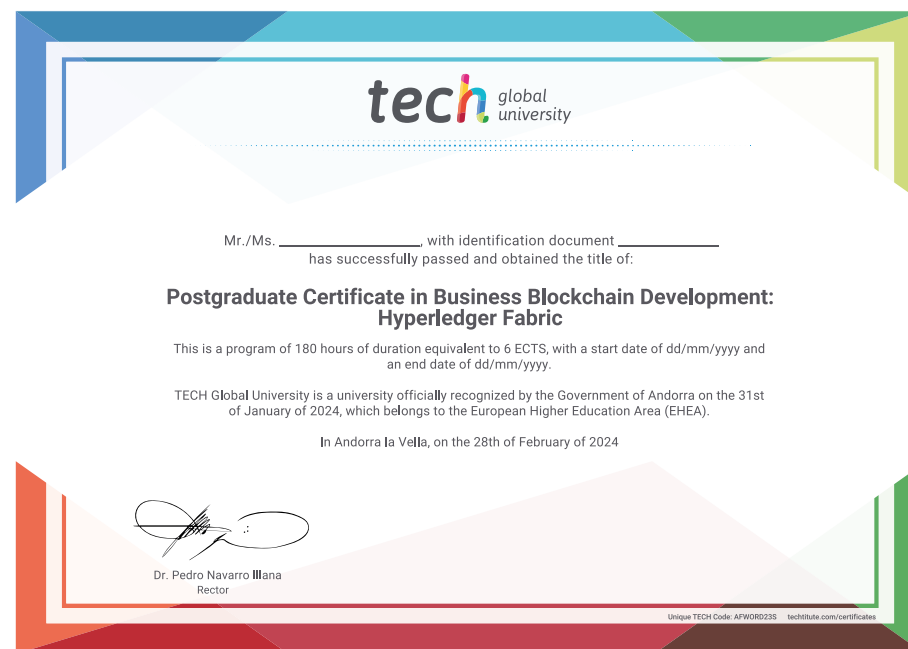 tech global
university
Mr./Ms. ____________________, with identification document ______________
has successfully passed and obtained the title of:
Postgraduate Certificate in Business Blockchain Development:
Hyperledger Fabric
This is a program of 180 hours of duration equivalent to 6 ECTS, with a start date of dd/mm/yyyy and
an end date of dd/mm/yyyy.
TECH Global University is a university officially recognized by the Government of Andorra on the 31st
of January of 2024, which belongs to the European Higher Education Area (EHEA).
In Andorra la Vella, on the 28th of February of 2024
Dr. Pedro Navarro Illana
Rector
Unique TECH Code: AFWORD23S techtitute.com/certificates